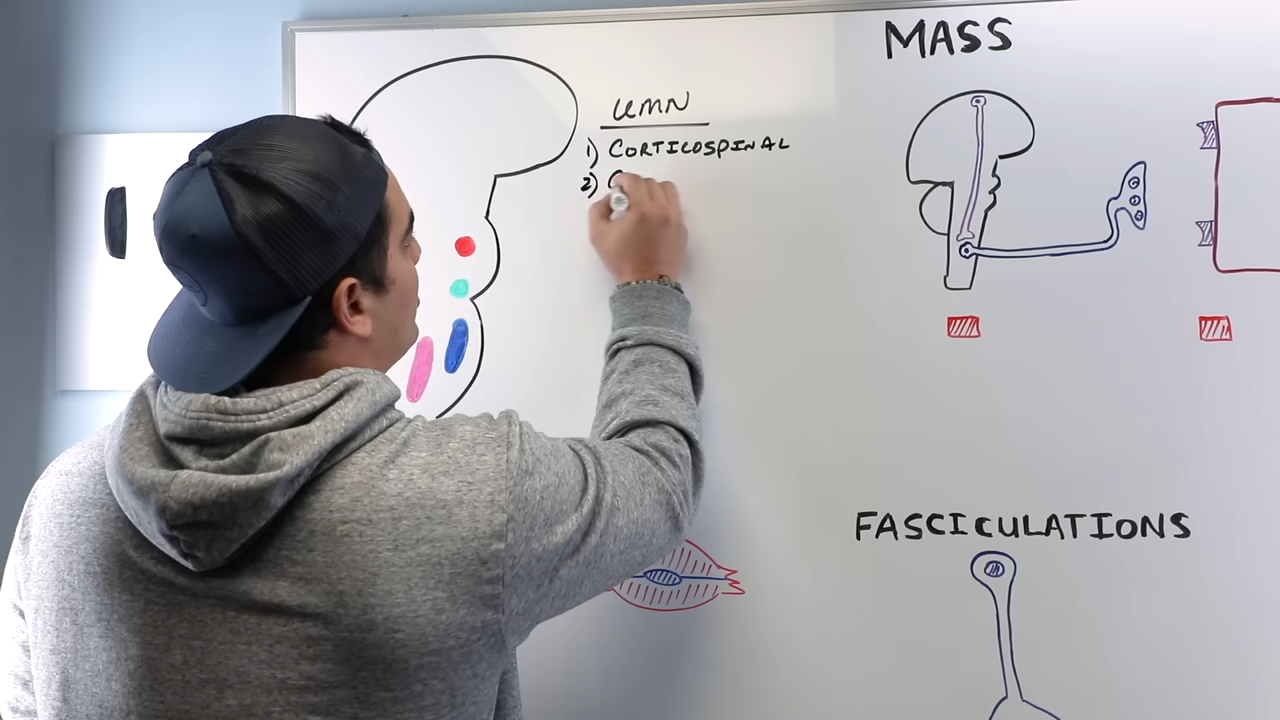 MASS
UMN
1) CORTICOSPINAL
2) C
FASCICULATIONS